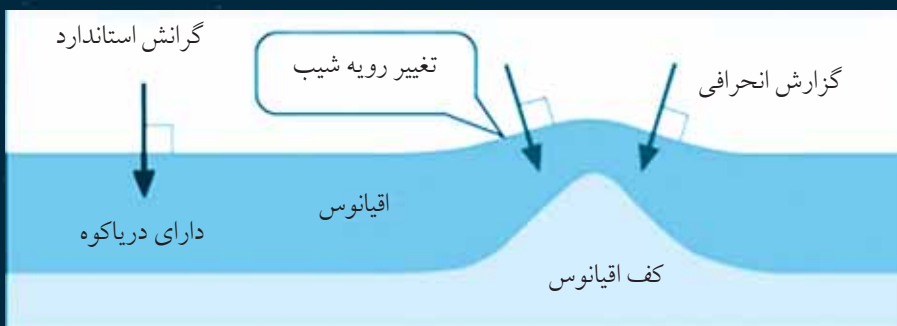 گرانش استاندارد
تغییر رویه شیب
گزارش انحرافی
اقیانوس
دارای دریاکوه
کف اقیانوس